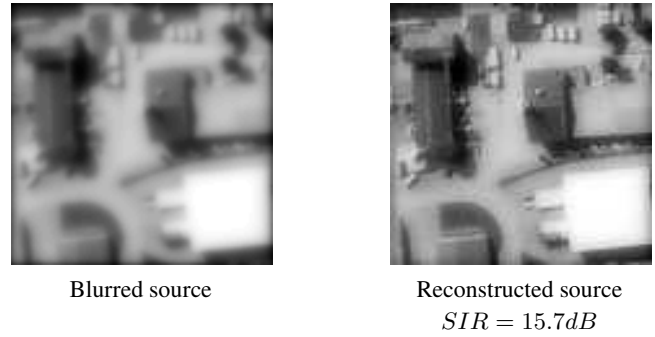 Blurred source
Reconstructed source
SIR = 15.7dB